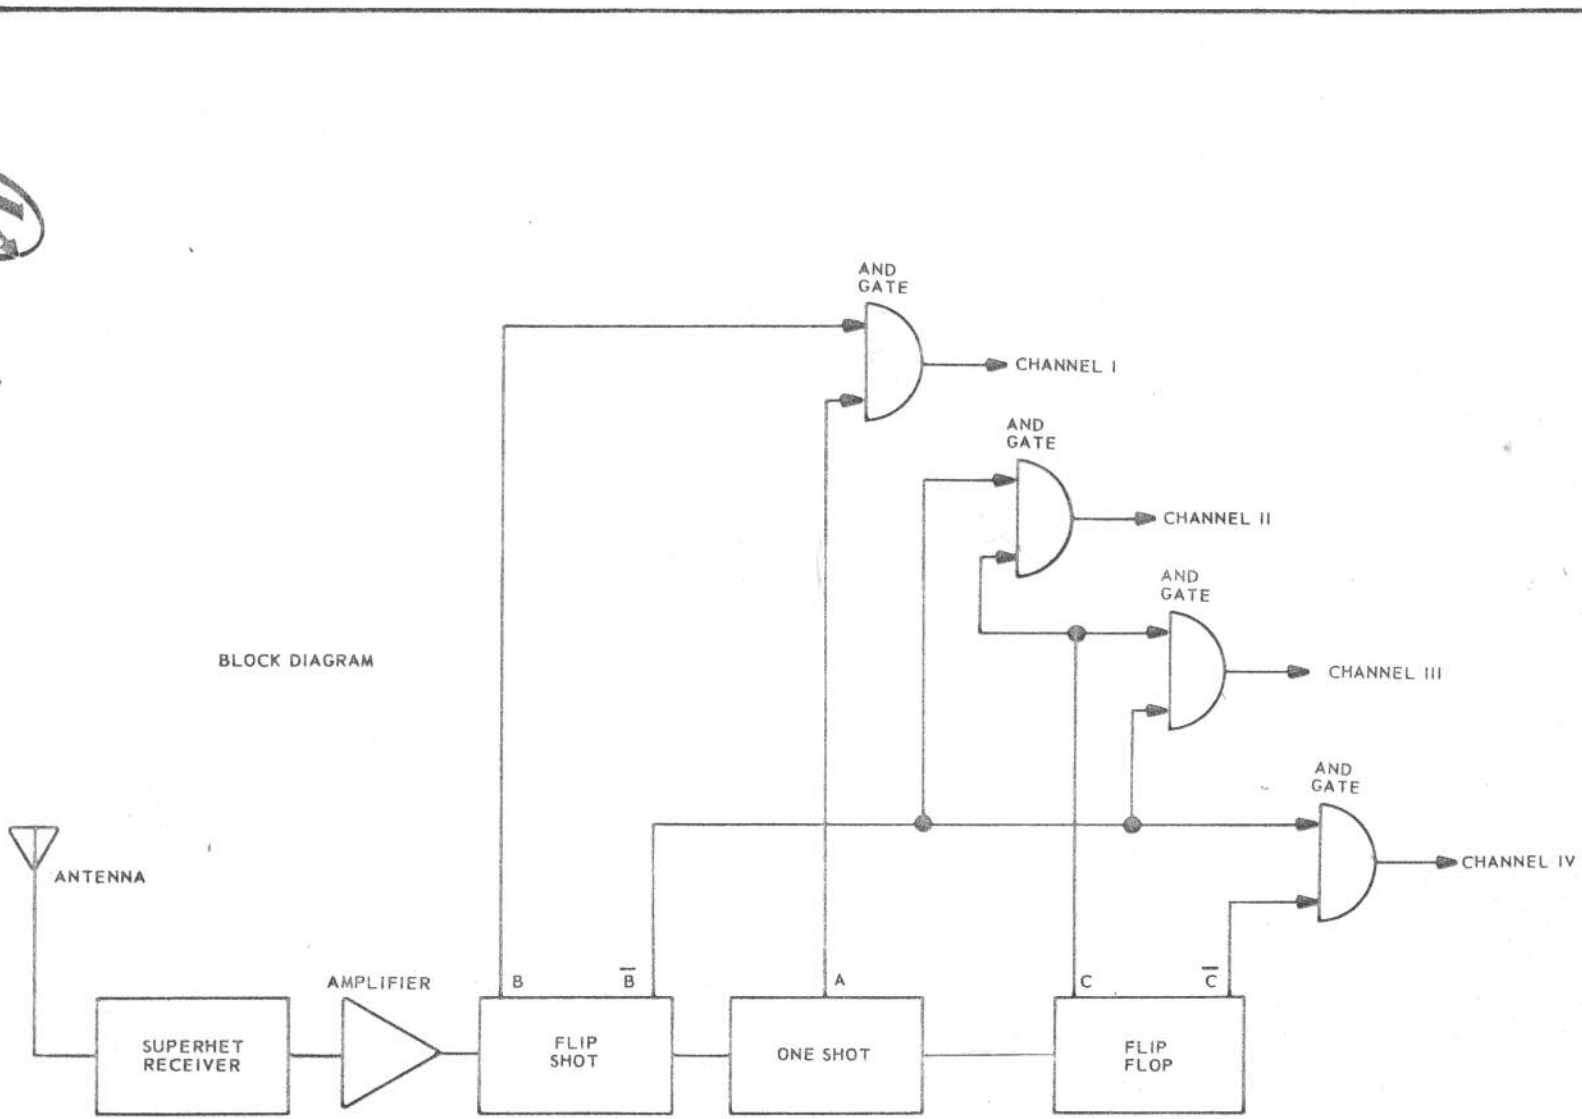 AND
GATE
CHANNEL I
AND
GATE
CHANNEL II
AND
GATE
CHANNEL III
BLOCK DIAGRAM
AND
GATE
CHANNEL IV
ANTENNA
AMPLIFIER
B
B̅
A
C
C̅
SUPERHET
RECEIVER
FLIP
SHOT
ONE SHOT
FLIP
FLOP